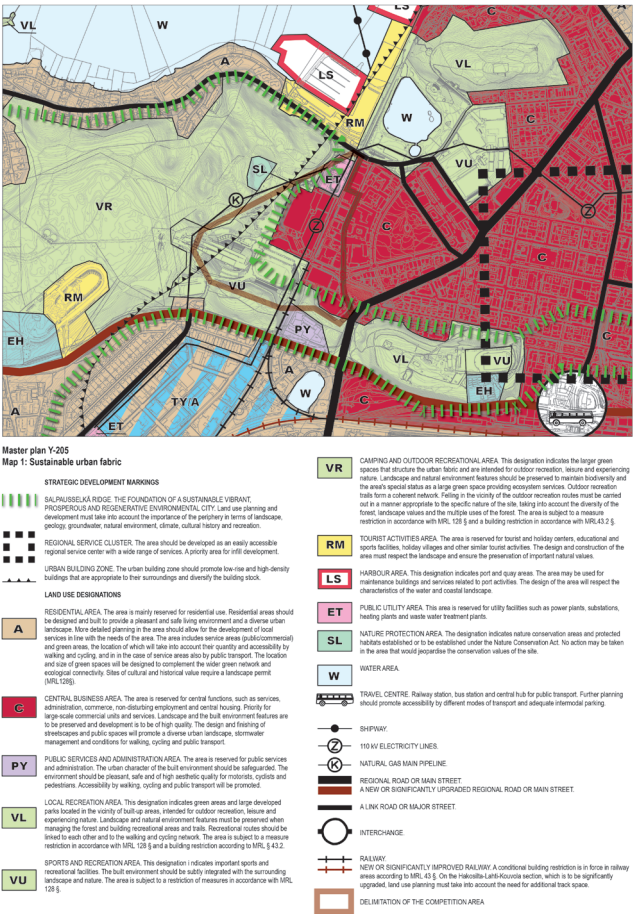 VL
W
LS
A
LS
A
VL
C
RM
W
C
VU
SL
ET
K
Z
Z
VR
C
C
VU
RM
PY
EH
VL
VU
A
C
W
EH
A
TY/A
C
ET
Master plan Y-205
Map 1: Sustainable urban fabric
STRATEGIC DEVELOPMENT MARKINGS
SALPAUSSELKÄ RIDGE. THE FOUNDATION OF A SUSTAINABLE VIBRANT,
PROSPEROUS AND REGENERATIVE ENVIRONMENTAL CITY. Land use planning and
development must take into account the importance of the periphery in terms of landscape,
geology, groundwater, natural environment, climate, cultural history and recreation.
REGIONAL SERVICE CLUSTER. The area should be developed as an easily accessible
regional service center with a wide range of services. A priority area for infill development.
URBAN BUILDING ZONE. The urban building zone should promote low-rise and high-density
buildings that are appropriate to their surroundings and diversify the building stock.
LAND USE DESIGNATIONS
A
RESIDENTIAL AREA. The area is mainly reserved for residential use. Residential areas should
be designed and built to provide a pleasant and safe living environment and a diverse urban
landscape. More detailed planning in the area should allow for the development of local
services in line with the needs of the area. The area includes service areas (public/commercial)
and green areas, the location of which will take into account their quantity and accessibility by
walking and cycling, and in in the case of service areas also by public transport. The location
and size of green spaces will be designed to complement the wider green network and
ecological connectivity. Sites of cultural and historical value require a landscape permit
(MRL128§).
C
CENTRAL BUSINESS AREA. The area is reserved for central functions, such as services,
administration, commerce, non-disturbing employment and central housing. Priority for
large-scale commercial units and services. Landscape and the built environment features are
to be preserved and development is to be of high quality. The design and finishing of
streetscapes and public spaces will promote a diverse urban landscape, stormwater
management and conditions for walking, cycling and public transport.
PY
PUBLIC SERVICES AND ADMINISTRATION AREA. The area is reserved for public services
and administration. The urban character of the built environment should be safeguarded. The
environment should be pleasant, safe and of high aesthetic quality for motorists, cyclists and
pedestrians. Accessibility by walking, cycling and public transport will be promoted.
VL
LOCAL RECREATION AREA. This designation indicates green areas and large developed
parks located in the vicinity of built-up areas, intended for outdoor recreation, leisure and
experiencing nature. Landscape and natural environment features must be preserved when
managing the forest and building recreational areas and trails. Recreational routes should be
linked to each other and to the walking and cycling network. The area is subject to a measure
restriction in accordance with MRL 128 § and a building restriction according to MRL § 43.2.
VU
SPORTS AND RECREATION AREA. This designation i indicates important sports and
recreational facilities. The built environment should be subtly integrated with the surrounding
landscape and nature. The area is subject to a restriction of measures in accordance with MRL
128 §.
VR
CAMPING AND OUTDOOR RECREATIONAL AREA. This designation indicates the larger green
spaces that structure the urban fabric and are intended for outdoor recreation, leisure and experiencing
nature. Landscape and natural environment features should be preserved to maintain biodiversity and
the area's special status as a large green space providing ecosystem services. Outdoor recreation
trails form a coherent network. Felling in the vicinity of the outdoor recreation routes must be carried
out in a manner appropriate to the specific nature of the site, taking into account the diversity of the
forest, landscape values and the multiple uses of the forest. The area is subject to a measure
restriction in accordance with MRL 128 § and a building restriction in accordance with MRL43.2 §.
RM
TOURIST ACTIVITIES AREA. The area is reserved for tourist and holiday centers, educational and
sports facilities, holiday villages and other similar tourist activities. The design and construction of the
area must respect the landscape and ensure the preservation of important natural values.
LS
HARBOUR AREA. This designation indicates port and quay areas. The area may be used for
maintenance buildings and services related to port activities. The design of the area will respect the
characteristics of the water and coastal landscape.
ET
PUBLIC UTILITY AREA. This area is reserved for utility facilities such as power plants, substations,
heating plants and waste water treatment plants.
SL
NATURE PROTECTION AREA. The designation indicates nature conservation areas and protected
habitats established or to be established under the Nature Conservation Act. No action may be taken
in the area that would jeopardise the conservation values of the site.
W
WATER AREA.
TRAVEL CENTRE. Railway station, bus station and central hub for public transport. Further planning
should promote accessibility by different modes of transport and adequate intermodal parking.
SHIPWAY.
Z
110 kV ELECTRICITY LINES.
K
NATURAL GAS MAIN PIPELINE.
REGIONAL ROAD OR MAIN STREET.
A NEW OR SIGNIFICANTLY UPGRADED REGIONAL ROAD OR MAIN STREET.
A LINK ROAD OR MAJOR STREET.
INTERCHANGE.
RAILWAY.
NEW OR SIGNIFICANTLY IMPROVED RAILWAY. A conditional building restriction is in force in railway
areas according to MRL 43 §. On the Hakosilta-Lahti-Kouvola section, which is to be significantly
upgraded, land use planning must take into account the need for additional track space.
DELIMITATION OF THE COMPETITION AREA